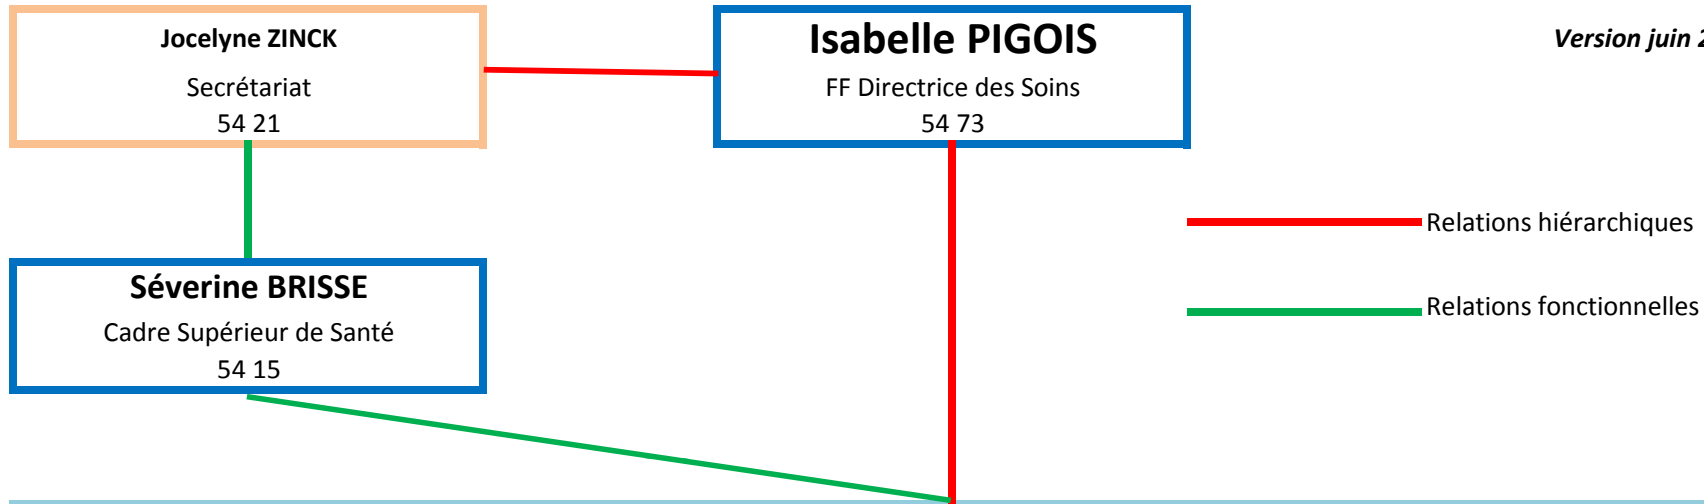 Jocelyne ZINCK
Secrétariat
54 21
Isabelle PIGOIS
FF Directrice des Soins
54 73
Version juin
Relations hiérarchiques
Relations fonctionnelles
Séverine BRISSE
Cadre Supérieur de Santé
54 15